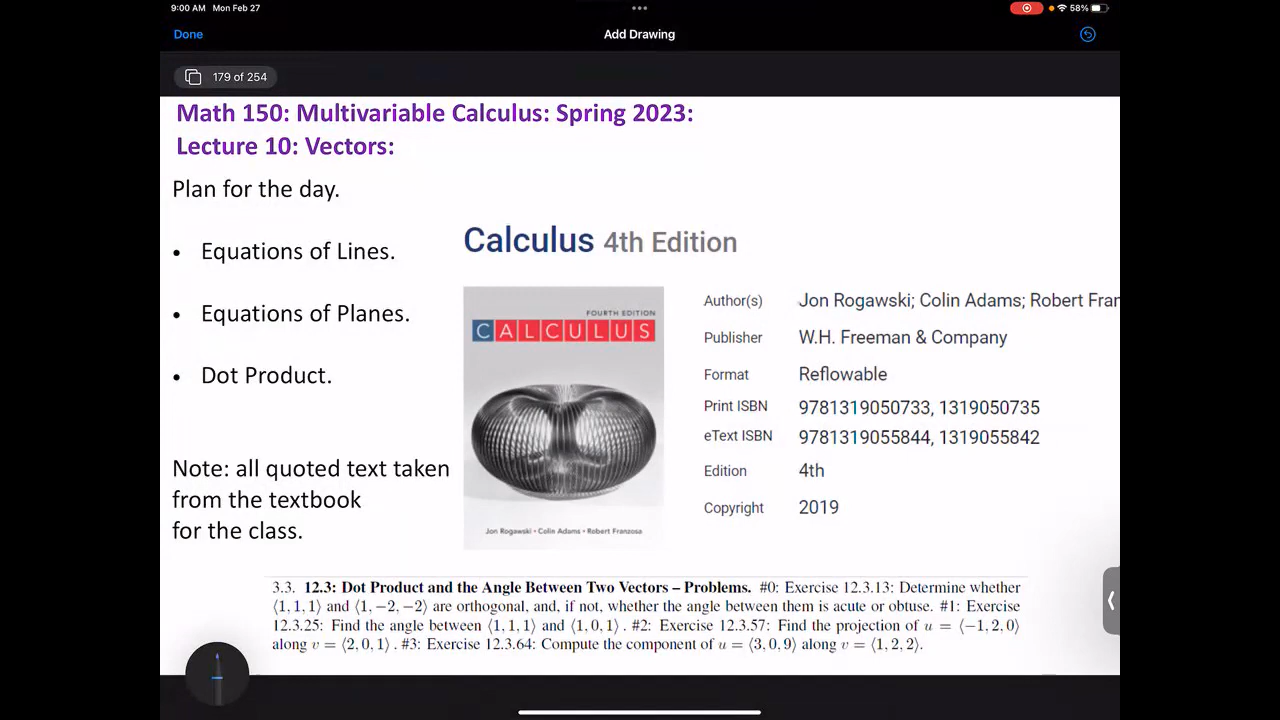 9:00 AM Mon Feb 27
58%
Done
Add Drawing
179 of 254
Math 150: Multivariable Calculus: Spring 2023:
Lecture 10: Vectors:
Plan for the day.
• Equations of Lines.
• Equations of Planes.
• Dot Product.
Note: all quoted text taken
from the textbook
for the class.
Calculus 4th Edition
FOURTH EDITION
CALCULUS
Jon Rogawski • Colin Adams • Robert Franzosa
Author(s) Jon Rogawski; Colin Adams; Robert Fran
Publisher W.H. Freeman & Company
Format Reflowable
Print ISBN 9781319050733, 1319050735
eText ISBN 9781319055844, 1319055842
Edition 4th
Copyright 2019
3.3. 12.3: Dot Product and the Angle Between Two Vectors – Problems. #0: Exercise 12.3.13: Determine whether
⟨1, 1, 1⟩ and ⟨1, −2, −2⟩ are orthogonal, and, if not, whether the angle between them is acute or obtuse. #1: Exercise
12.3.25: Find the angle between ⟨1, 1, 1⟩ and ⟨1, 0, 1⟩ . #2: Exercise 12.3.57: Find the projection of u = ⟨−1, 2, 0⟩
along v = ⟨2, 0, 1⟩ . #3: Exercise 12.3.64: Compute the component of u = ⟨3, 0, 9⟩ along v = ⟨1, 2, 2⟩.